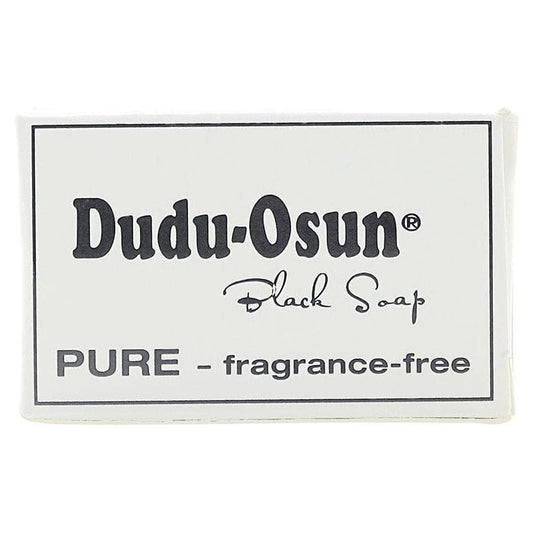 Dudu-Osun®
Black Soap
PURE - fragrance-free